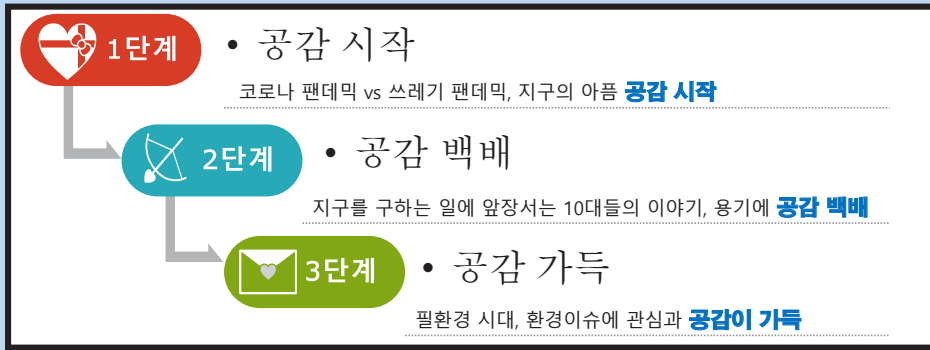 1단계
• 공감 시작
코로나 팬데믹 vs 쓰레기 팬데믹, 지구의 아픔 공감 시작
2단계
• 공감 백배
지구를 구하는 일에 앞장서는 10대들의 이야기, 용기에 공감 백배
3단계
• 공감 가득
필환경 시대, 환경이슈에 관심과 공감이 가득